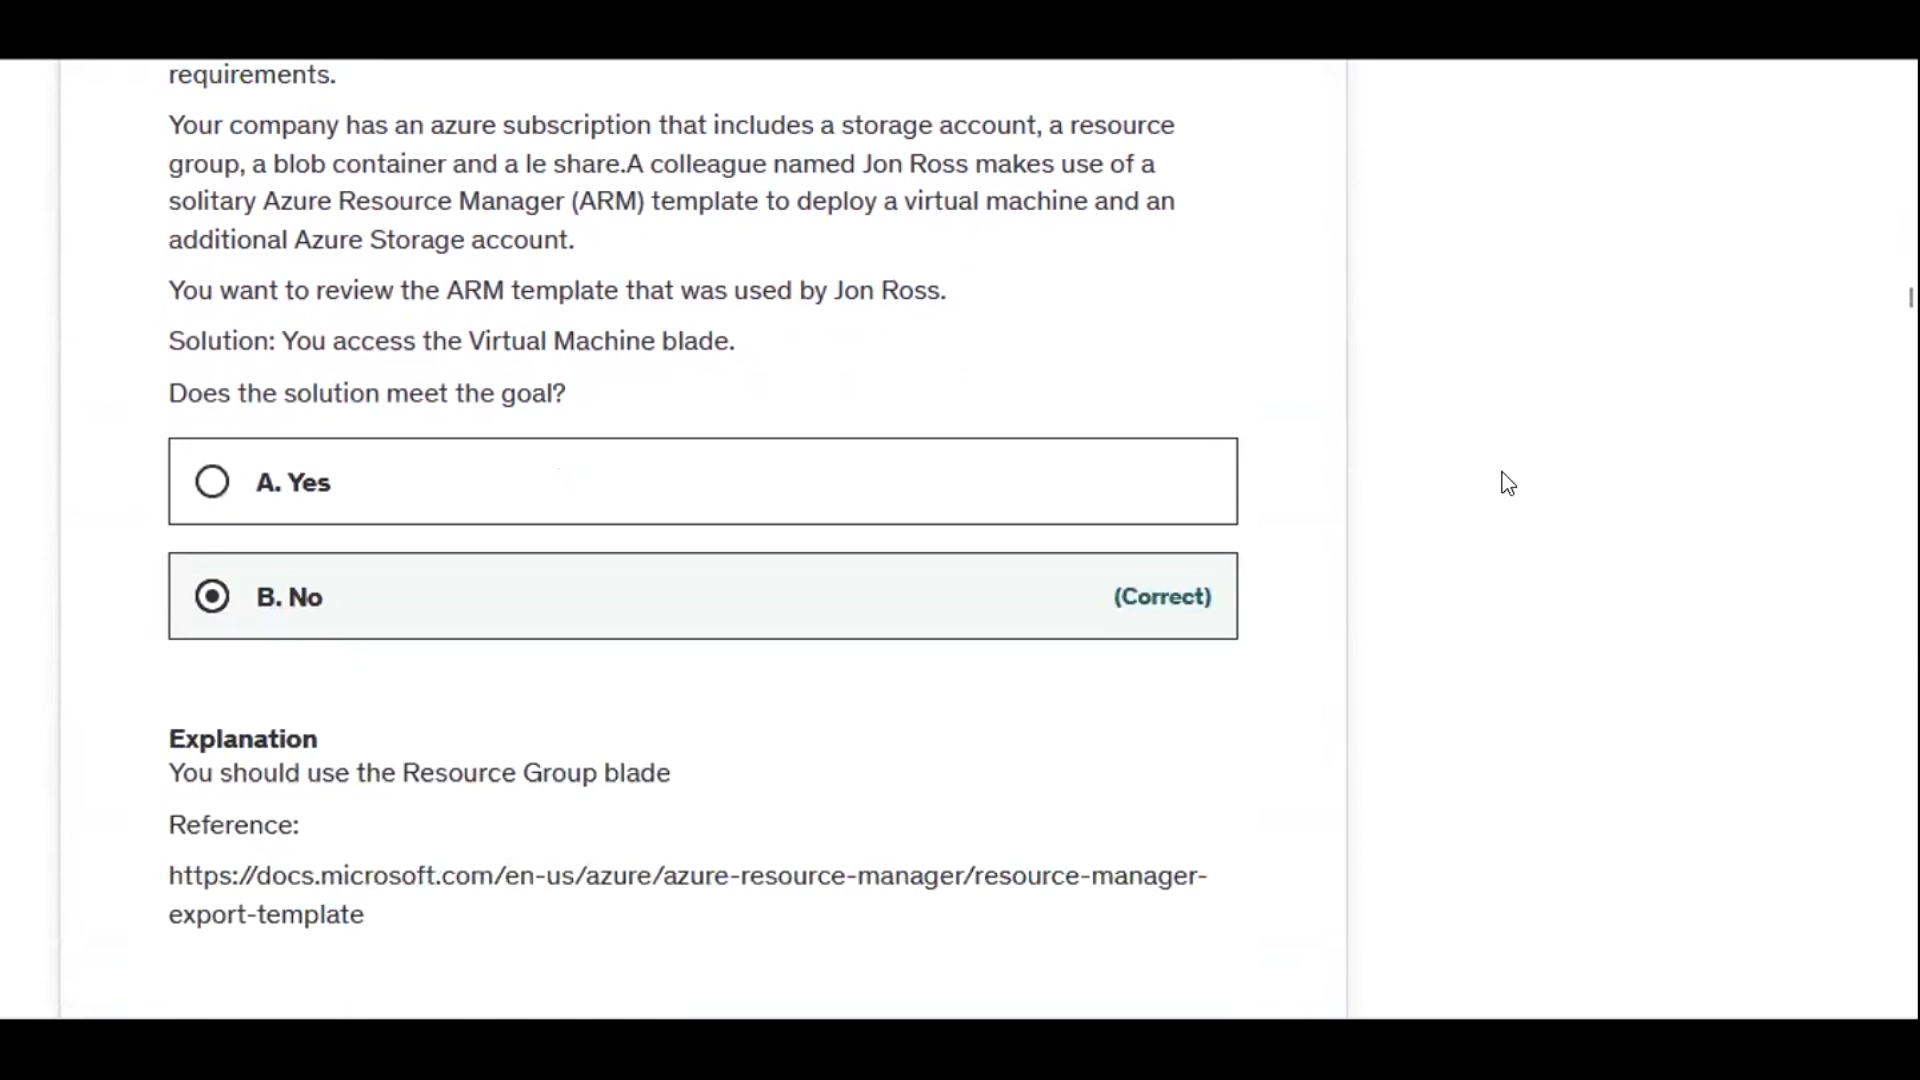 requirements.
Your company has an azure subscription that includes a storage account, a resource
group, a blob container and a le share.A colleague named Jon Ross makes use of a
solitary Azure Resource Manager (ARM) template to deploy a virtual machine and an
additional Azure Storage account.
You want to review the ARM template that was used by Jon Ross.
Solution: You access the Virtual Machine blade.
Does the solution meet the goal?
A. Yes
B. No (Correct)
Explanation
You should use the Resource Group blade
Reference:
https://docs.microsoft.com/en-us/azure/azure-resource-manager/resource-manager-
export-template